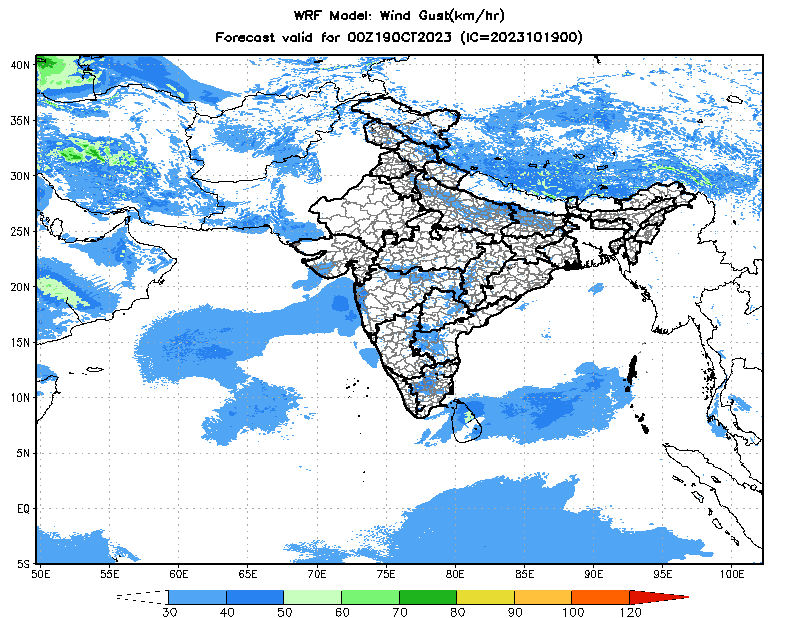 WRF Model: Wind Gust(km/hr)
Forecast valid for 00Z19OCT2023 (IC=2023101900)
40N
35N
30N
25N
20N
15N
10N
5N
EQ
5S
50E 55E 60E 65E 70E 75E 80E 85E 90E 95E 100E
30 40 50 60 70 80 90 100 120